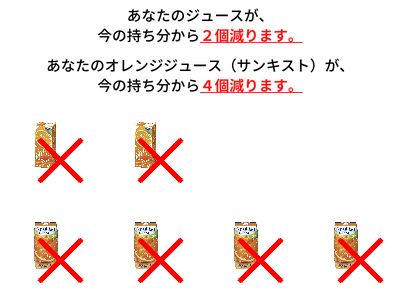 あなたのジュースが、
今の持ち分から２個減ります。
あなたのオレンジジュース（サンキスト）が、
今の持ち分から４個減ります。